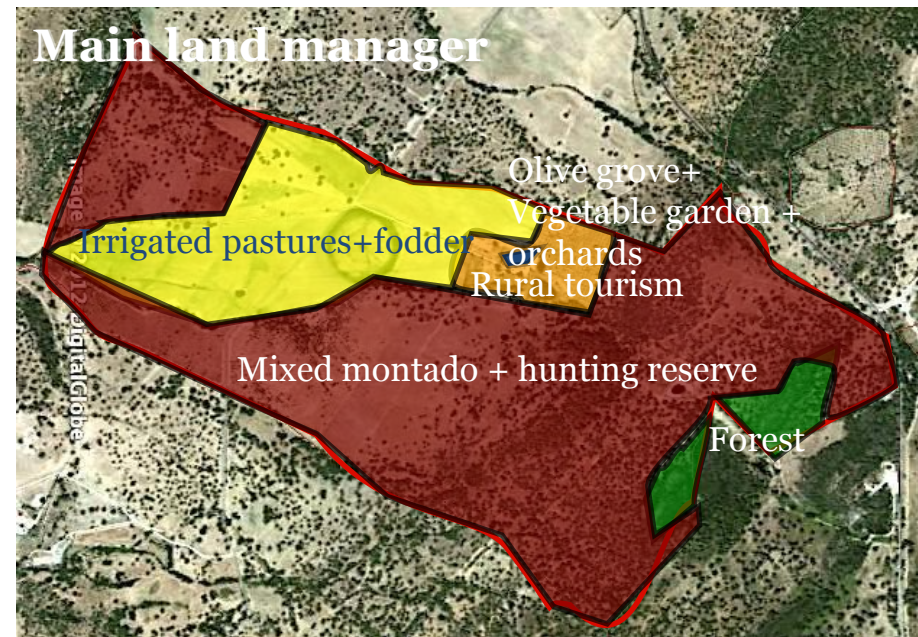 Main land manager
Olive grove+
Vegetable garden +
orchards
Irrigated pastures+fodder
Rural tourism
Mixed montado + hunting reserve
Forest
DigitalGlobe